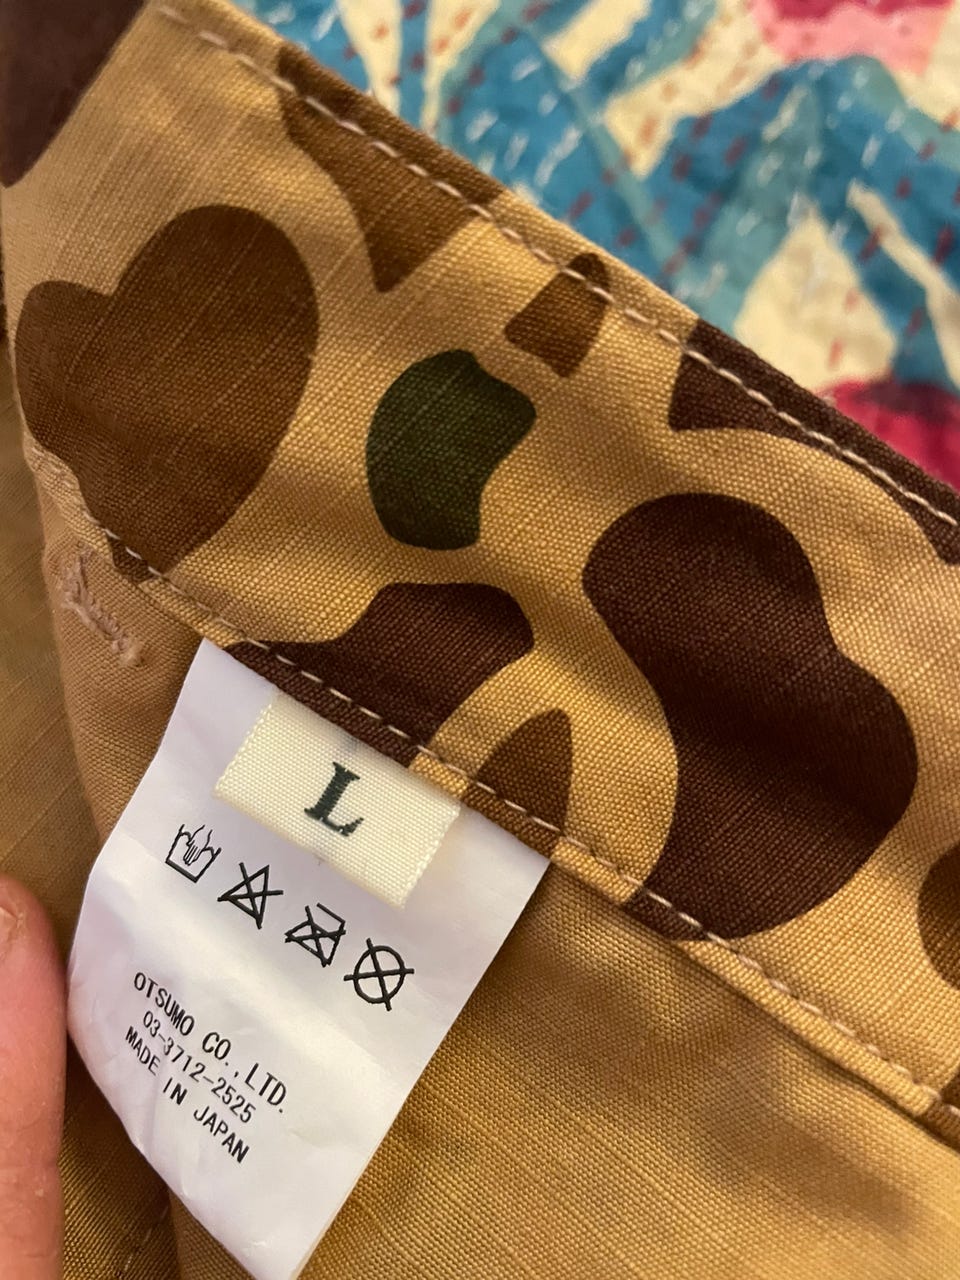 L
OTSUMO CO., LTD.
03-3712-2525
MADE IN JAPAN